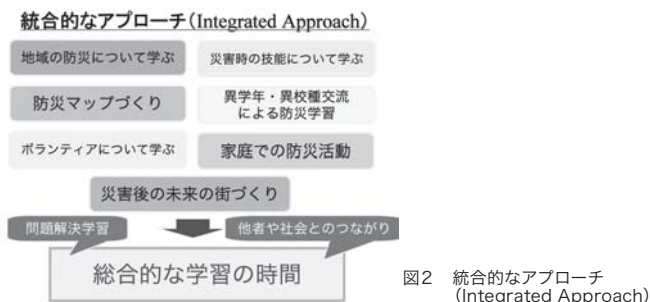 統合的なアプローチ(Integrated Approach)
地域の防災について学ぶ
災害時の技能について学ぶ
防災マップづくり
異学年・異校種交流
による防災学習
ボランティアについて学ぶ
家庭での防災活動
災害後の未来の街づくり
問題解決学習
他者や社会とのつながり
総合的な学習の時間
図2 統合的なアプローチ
(Integrated Approach)